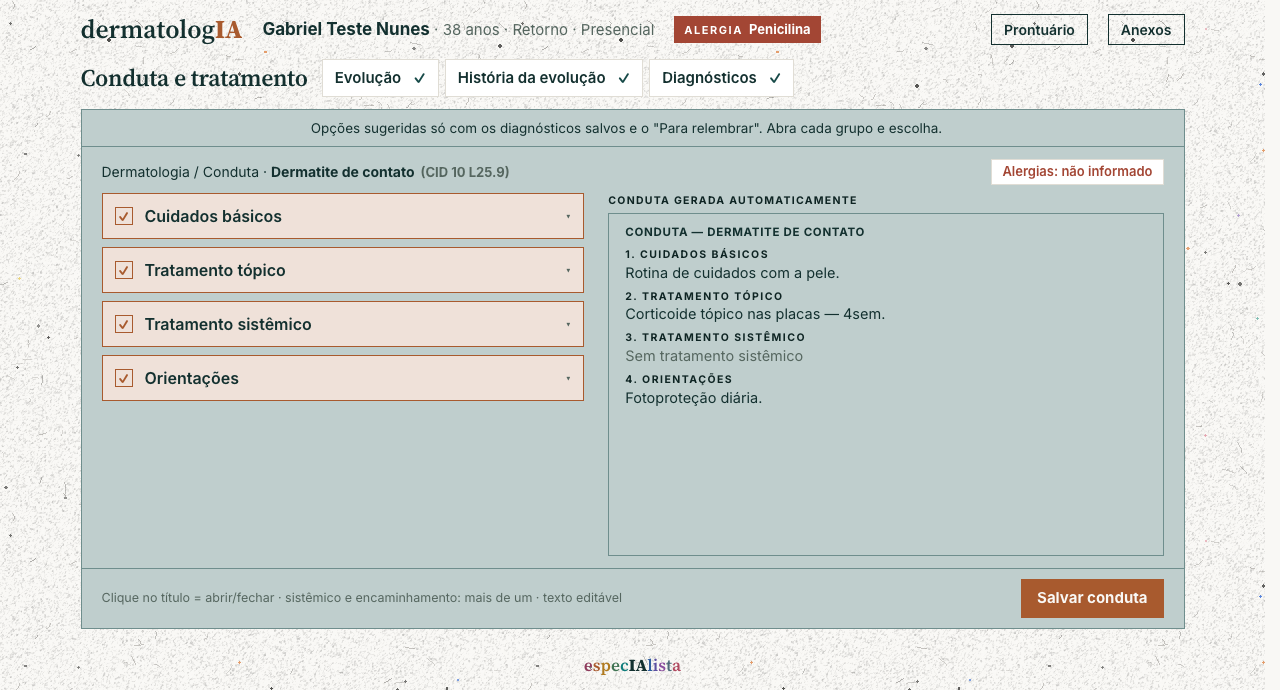 dermatologIA Gabriel Teste Nunes · 38 anos · Retorno · Presencial ALERGIA Penicilina Prontuário Anexos
Conduta e tratamento Evolução ✓ História da evolução ✓ Diagnósticos ✓
Opções sugeridas só com os diagnósticos salvos e o "Para relembrar". Abra cada grupo e escolha.
Dermatologia / Conduta · Dermatite de contato (CID 10 L25.9) Alergias: não informado
Cuidados básicos
Tratamento tópico
Tratamento sistêmico
Orientações
CONDUTA GERADA AUTOMATICAMENTE
CONDUTA — DERMATITE DE CONTATO
1. CUIDADOS BÁSICOS
Rotina de cuidados com a pele.
2. TRATAMENTO TÓPICO
Corticoide tópico nas placas — 4sem.
3. TRATAMENTO SISTÊMICO
Sem tratamento sistêmico
4. ORIENTAÇÕES
Fotoproteção diária.
Clique no título = abrir/fechar · sistêmico e encaminhamento: mais de um · texto editável Salvar conduta
especIAlista